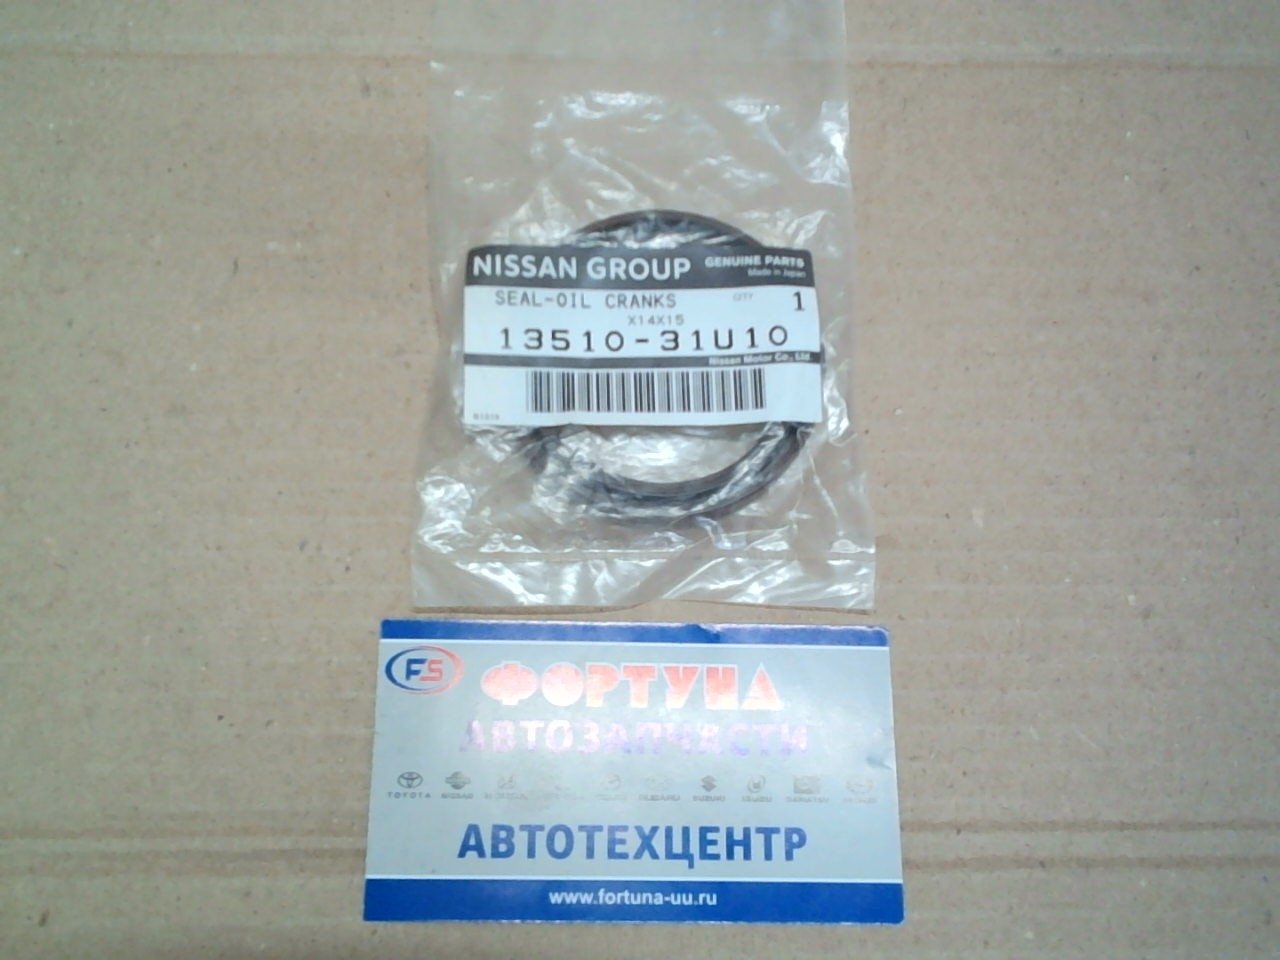 NISSAN GROUP GENUINE PARTS
Made in Japan
SEAL-OIL CRANKS QTY 1
X14X15
13510-31U10
Nissan Motor Co., Ltd.
FS ФОРТУНА
АВТОЗАПЧАСТИ
TOYOTA NISSAN SUBARU SUZUKI ISUZU DAIHATSU
АВТОТЕХЦЕНТР
www.fortuna-uu.ru